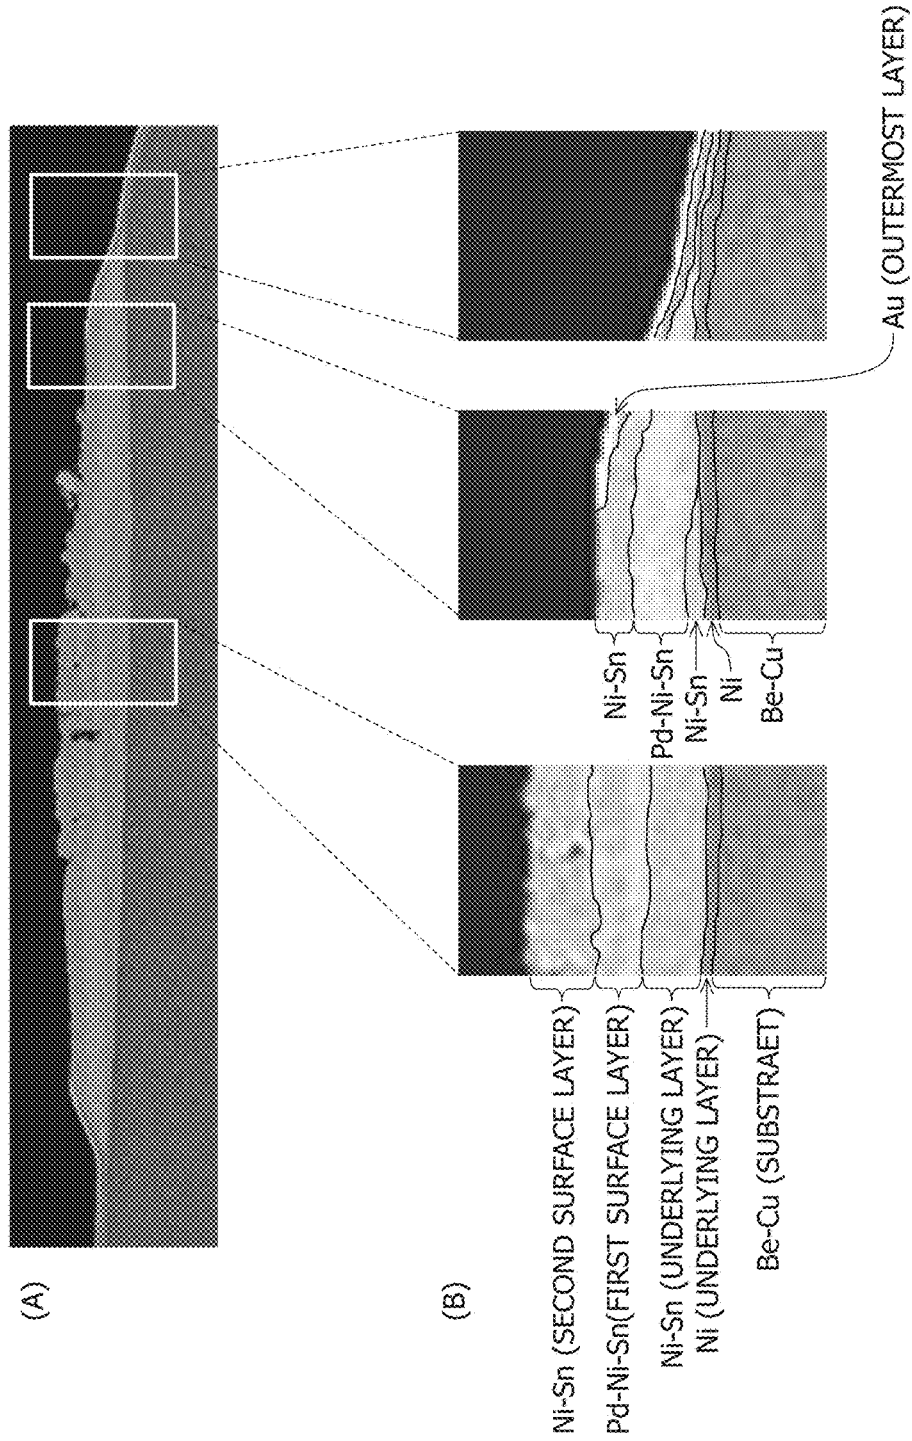 (A)
(B)
Ni-Sn (SECOND SURFACE LAYER)
Pd-Ni-Sn(FIRST SURFACE LAYER)
Ni-Sn (UNDERLYING LAYER)
Ni (UNDERLYING LAYER)
Be-Cu (SUBSTRAET)
Ni-Sn
Pd-Ni-Sn
Ni-Sn
Ni
Be-Cu
Au (OUTERMOST LAYER)